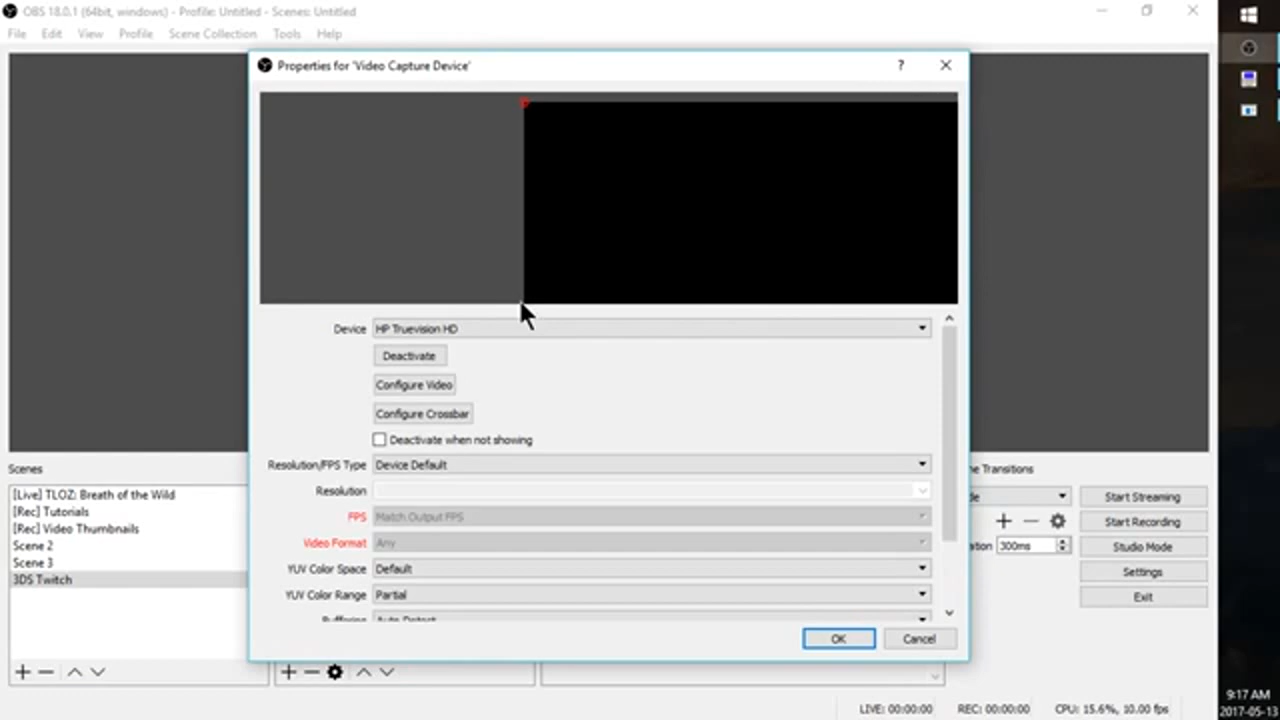 OBS 18.0.1 (64bit, windows) - Profile: Untitled - Scenes: Untitled
File Edit View Profile Scene Collection Tools Help
Properties for 'Video Capture Device'
?
Device HP Truevision HD
Deactivate
Configure Video
Configure Crossbar
Deactivate when not showing
Resolution/FPS Type Device Default
Resolution
FPS Match Output FPS
Video Format Any
YUV Color Space Default
YUV Color Range Partial
Buffering Auto-Detect
OK Cancel
Scenes
[Live] TLOZ: Breath of the Wild
[Rec] Tutorials
[Rec] Video Thumbnails
Scene 2
Scene 3
3DS Twitch
Transitions
300ms
Start Streaming
Start Recording
Studio Mode
Settings
Exit
LIVE: 00:00:00 REC: 00:00:00 CPU: 15.6%, 10.00 fps
9:17 AM
2017-05-13